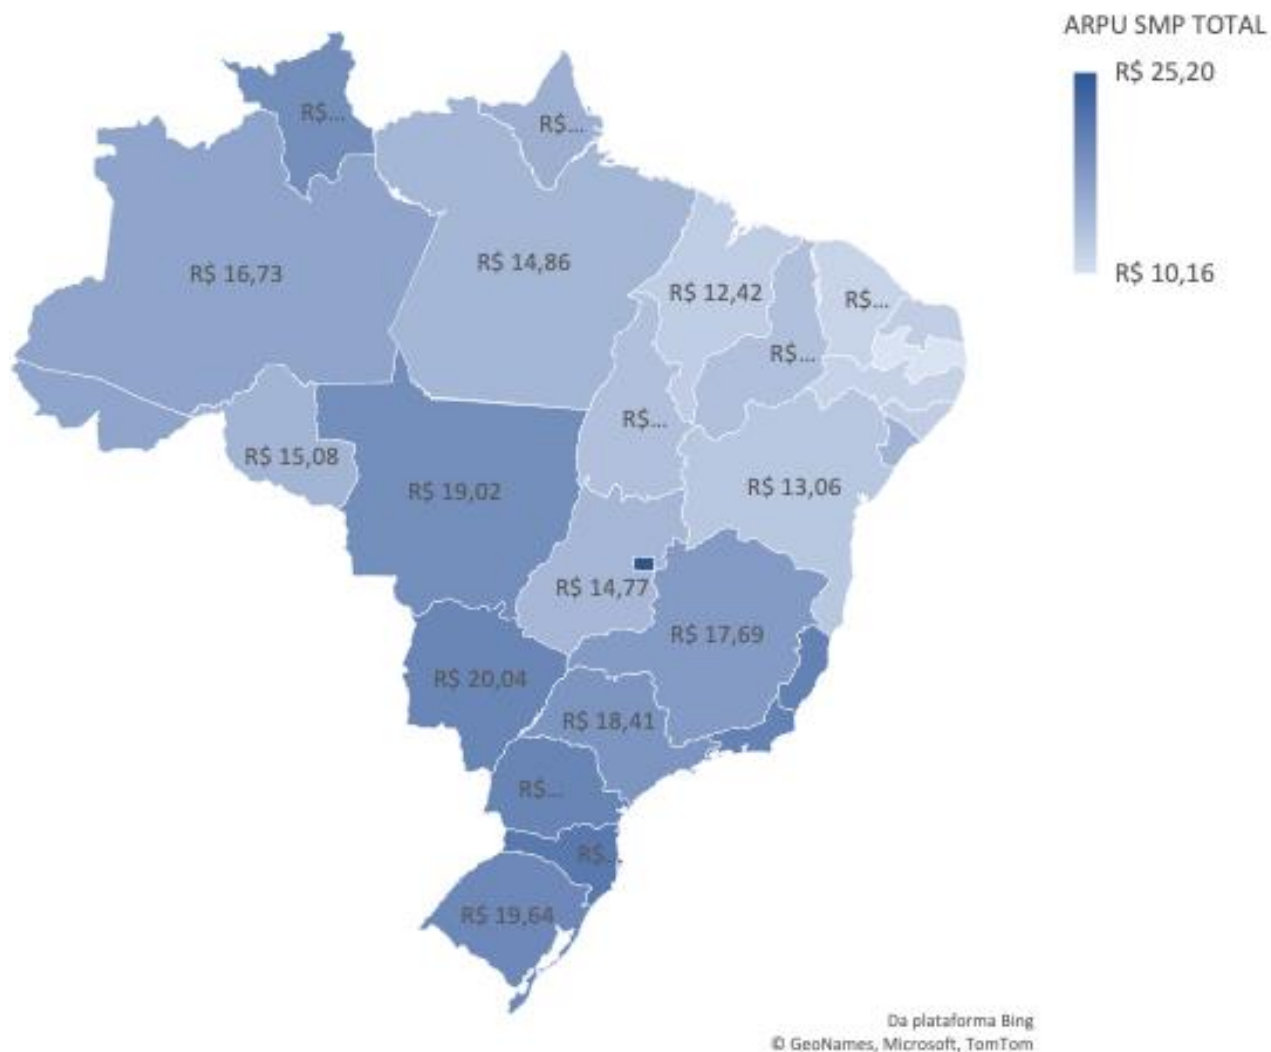 ARPU SMP TOTAL
R$ 25,20
R$ 10,16
R$...
R$...
R$ 16,73
R$ 14,86
R$ 12,42
R$...
R$...
R$...
R$ 15,08
R$ 19,02
R$ 13,06
R$ 14,77
R$ 17,69
R$ 20,04
R$ 18,41
R$...
R$...
R$ 19,64
Da plataforma Bing
© GeoNames, Microsoft, TomTom